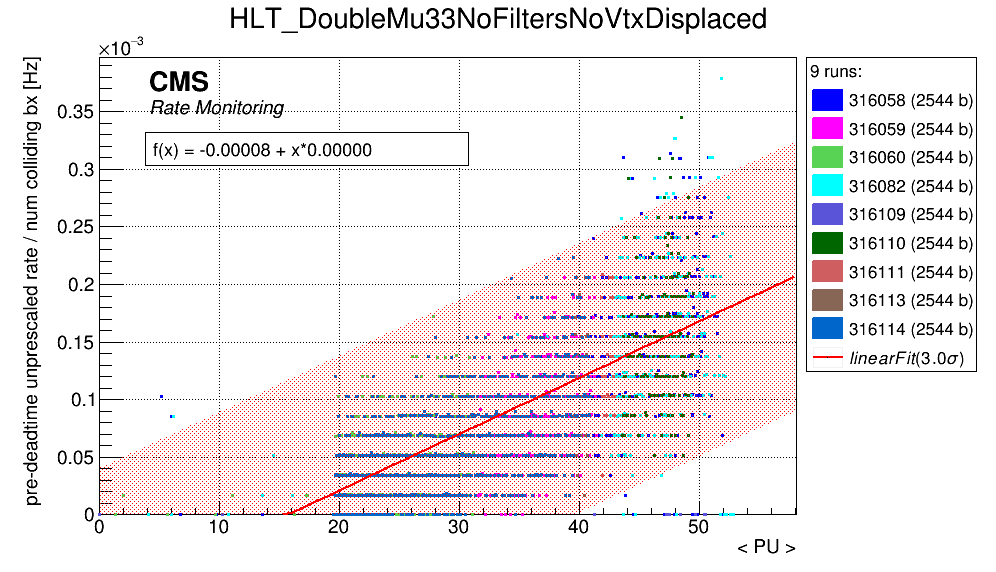 HLT_DoubleMu33NoFiltersNoVtxDisplaced
×10⁻³
CMS
Rate Monitoring
f(x) = -0.00008 + x*0.00000
pre-deadtime unprescaled rate / num colliding bx [Hz]
0.35
0.3
0.25
0.2
0.15
0.1
0.05
0
0 10 20 30 40 50
< PU >
9 runs:
316058 (2544 b)
316059 (2544 b)
316060 (2544 b)
316082 (2544 b)
316109 (2544 b)
316110 (2544 b)
316111 (2544 b)
316113 (2544 b)
316114 (2544 b)
linearFit(3.0σ)